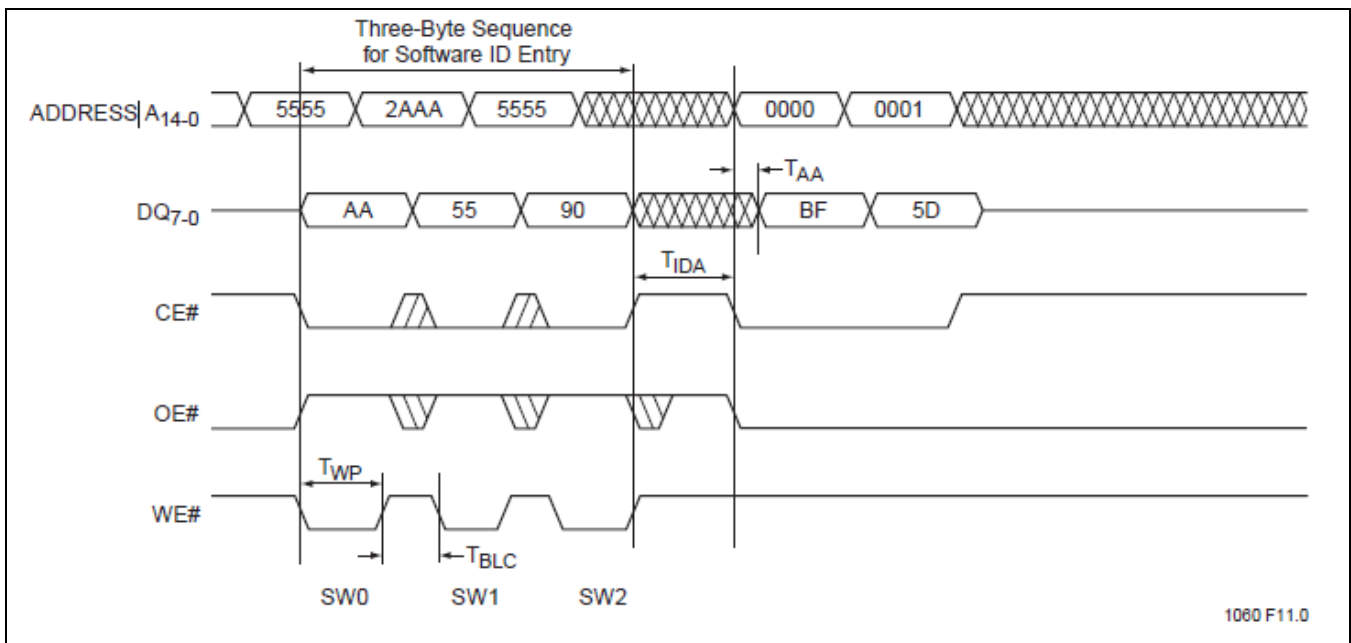 Three-Byte Sequence
for Software ID Entry
ADDRESS A14-0 5555 2AAA 5555 0000 0001
TAA
DQ7-0 AA 55 90 BF 5D
TIDA
CE#
OE#
TWP
WE#
TBLC
SW0 SW1 SW2
1060 F11.0